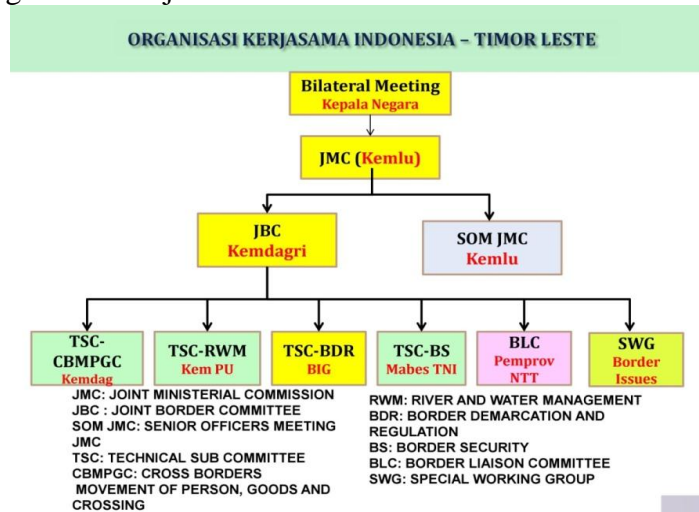 ORGANISASI KERJASAMA INDONESIA – TIMOR LESTE
Bilateral Meeting
Kepala Negara
JMC (Kemlu)
JBC
Kemdagri
SOM JMC
Kemlu
TSC-
CBMPGC
Kemdag
TSC-RWM
Kem PU
TSC-BDR
BIG
TSC-BS
Mabes TNI
BLC
Pemprov
NTT
SWG
Border
Issues
JMC: JOINT MINISTERIAL COMMISSION
JBC : JOINT BORDER COMMITTEE
SOM JMC: SENIOR OFFICERS MEETING
JMC
TSC: TECHNICAL SUB COMMITTEE
CBMPGC: CROSS BORDERS
MOVEMENT OF PERSON, GOODS AND
CROSSING
RWM: RIVER AND WATER MANAGEMENT
BDR: BORDER DEMARCATION AND
REGULATION
BS: BORDER SECURITY
BLC: BORDER LIAISON COMMITTEE
SWG: SPECIAL WORKING GROUP